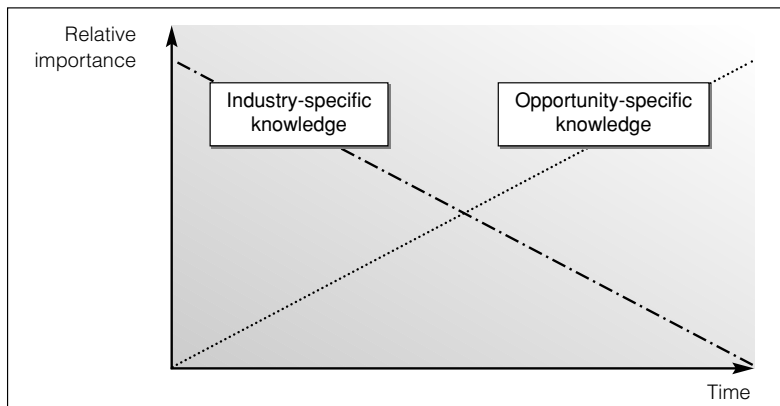 Relative
importance
Industry-specific
knowledge
Opportunity-specific
knowledge
Time